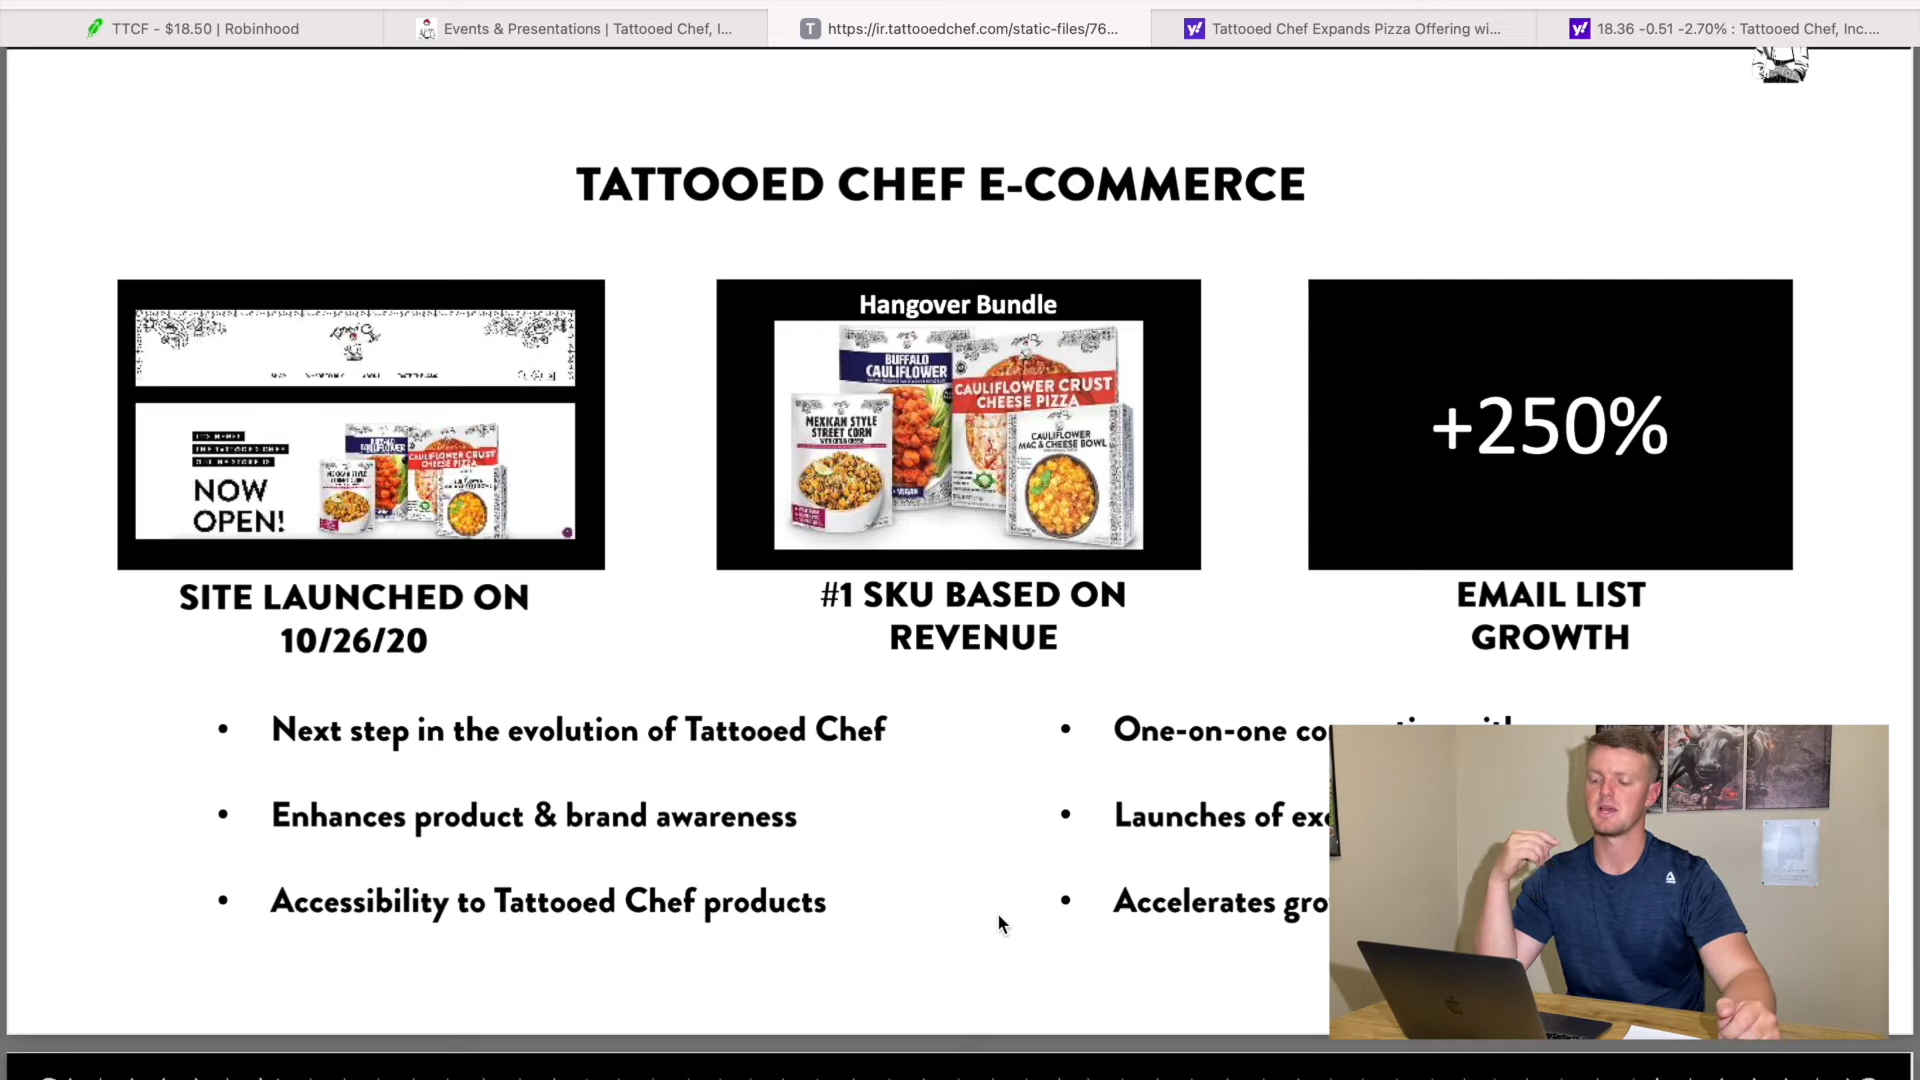 TTCF - $18.50 | Robinhood
Events & Presentations | Tattooed Chef, I...
T
https://ir.tattooedchef.com/static-files/76...
y!
Tattooed Chef Expands Pizza Offering wi...
y!
18.36 -0.51 -2.70% : Tattooed Chef, Inc....
TATTOOED CHEF E-COMMERCE
NOW
OPEN!
SITE LAUNCHED ON
10/26/20
Hangover Bundle
BUFFALO
CAULIFLOWER
CAULIFLOWER CRUST
CHEESE PIZZA
MEXICAN STYLE
STREET CORN
CAULIFLOWER
MAC & CHEESE BOWL
VEGAN
#1 SKU BASED ON
REVENUE
+250%
EMAIL LIST
GROWTH
• Next step in the evolution of Tattooed Chef
• Enhances product & brand awareness
• Accessibility to Tattooed Chef products
• One-on-one
• Launches of
• Accelerates